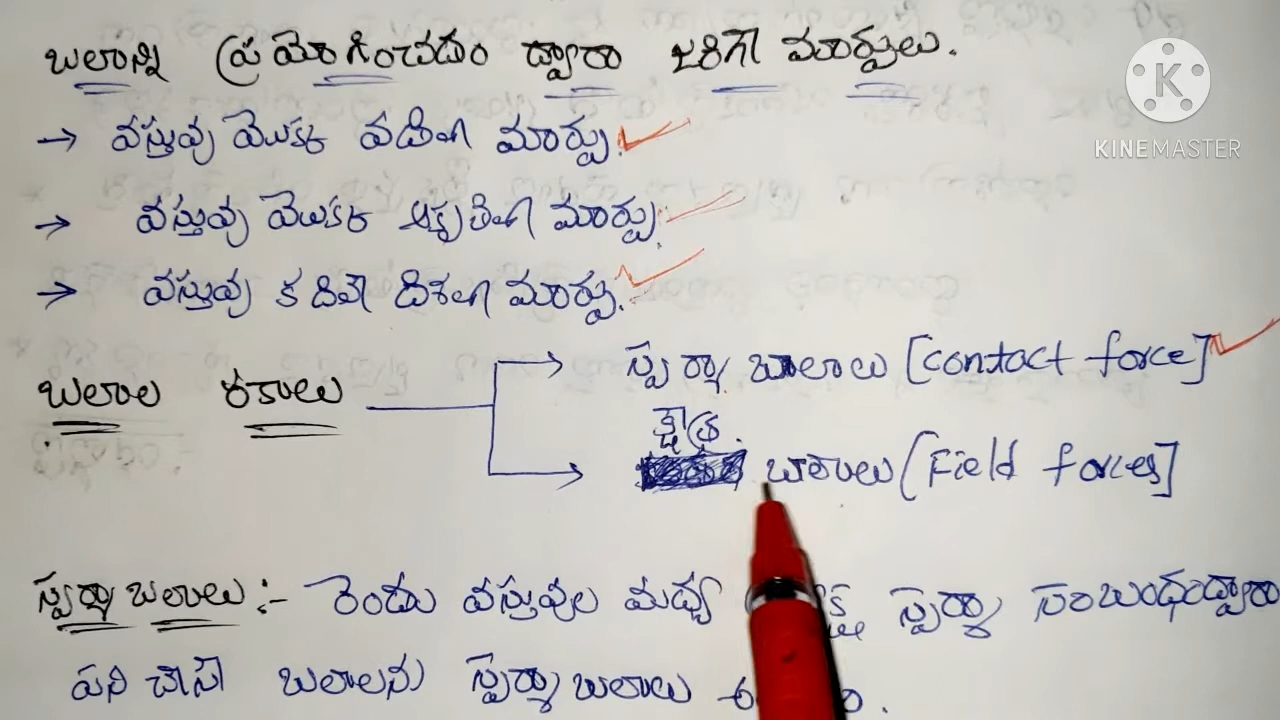 బలాన్ని ప్రయోగించడం ద్వారా జరిగే మార్పులు.
K
KINEMASTER
→ వస్తువు యొక్క వడిలో మార్పు.
→ వస్తువు యొక్క ఆకృతిలో మార్పు.
→ వస్తువు కదిలే దిశలో మార్పు.
స్పర్శా బలాలు [contact force]
బలాల రకాలు
క్షేత్ర
బలాలు [Field forces]
స్పర్శా బలాలు :- రెండు వస్తువుల మధ్య స్పర్శా సంబంధం ద్వారా
పని చేసే బలాలను స్పర్శా బలాలు